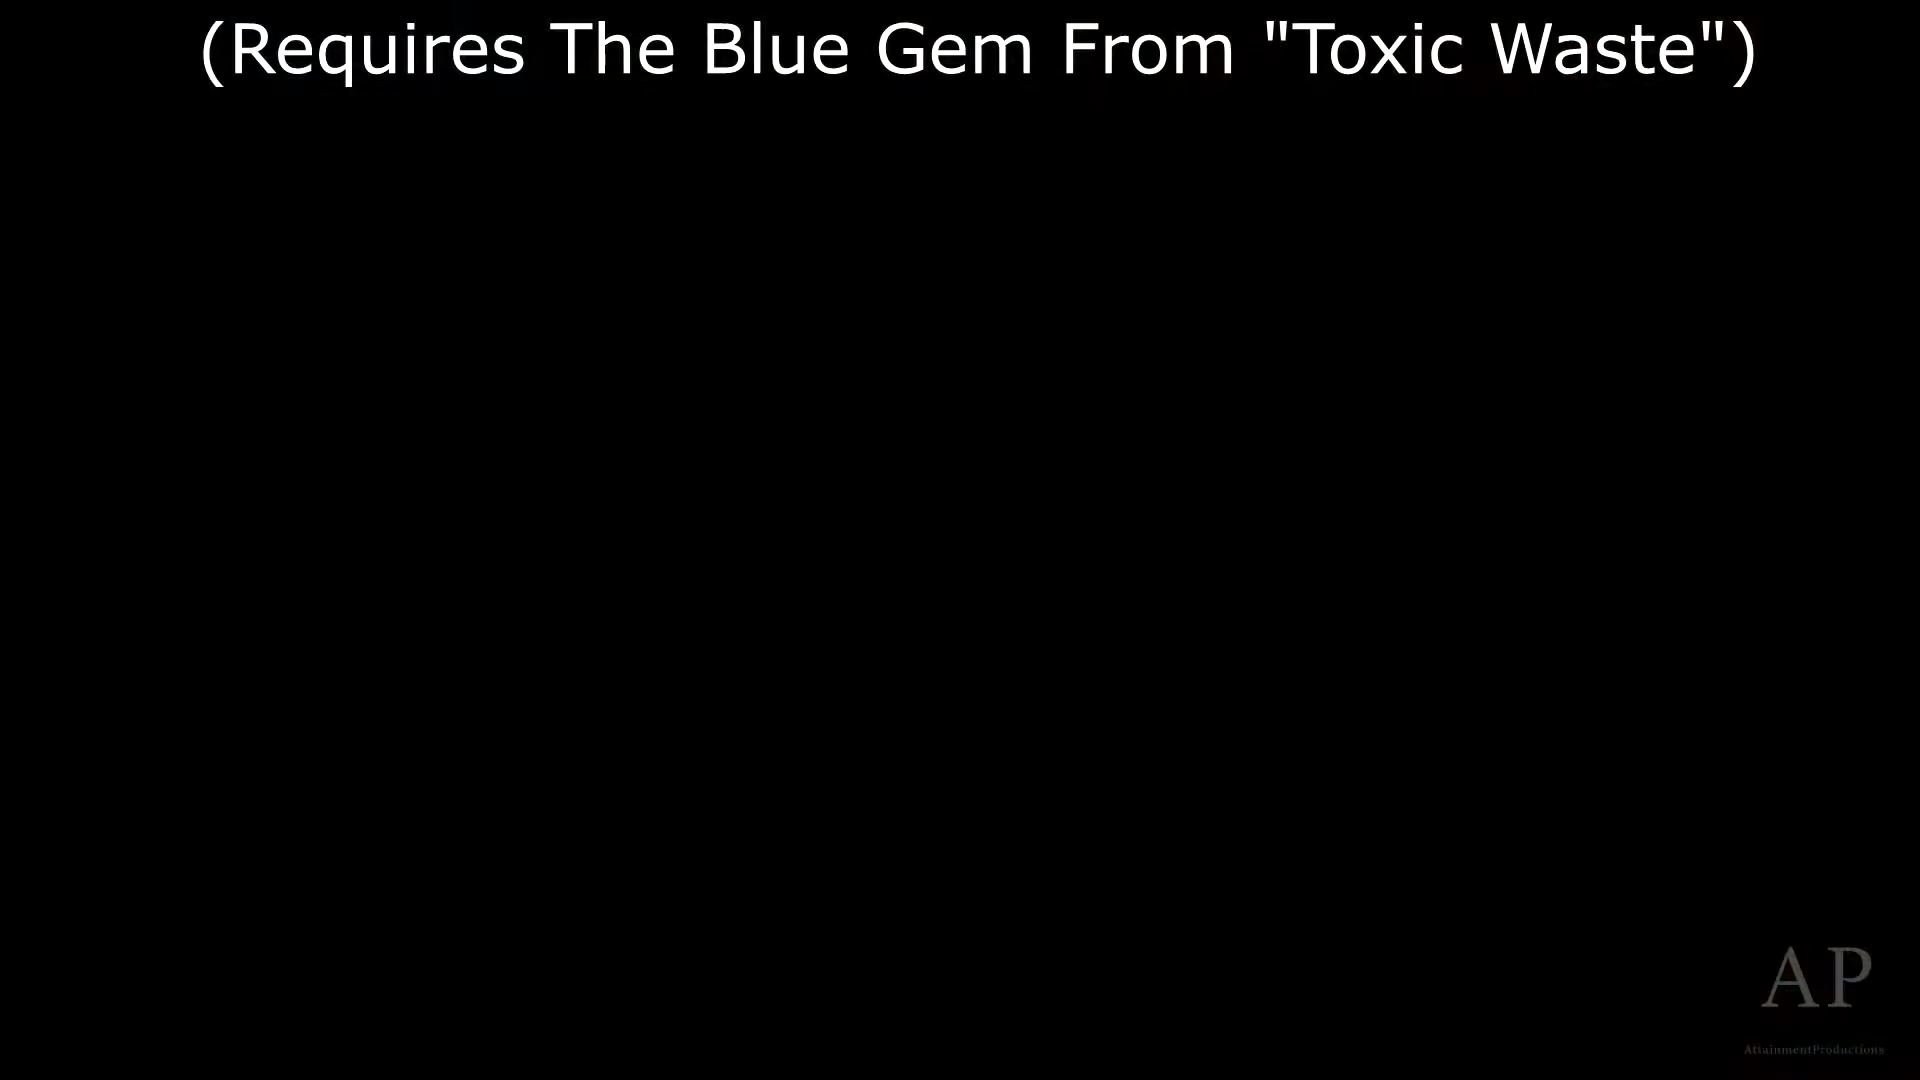 (Requires The Blue Gem From "Toxic Waste")
AP
AttainmentProductions